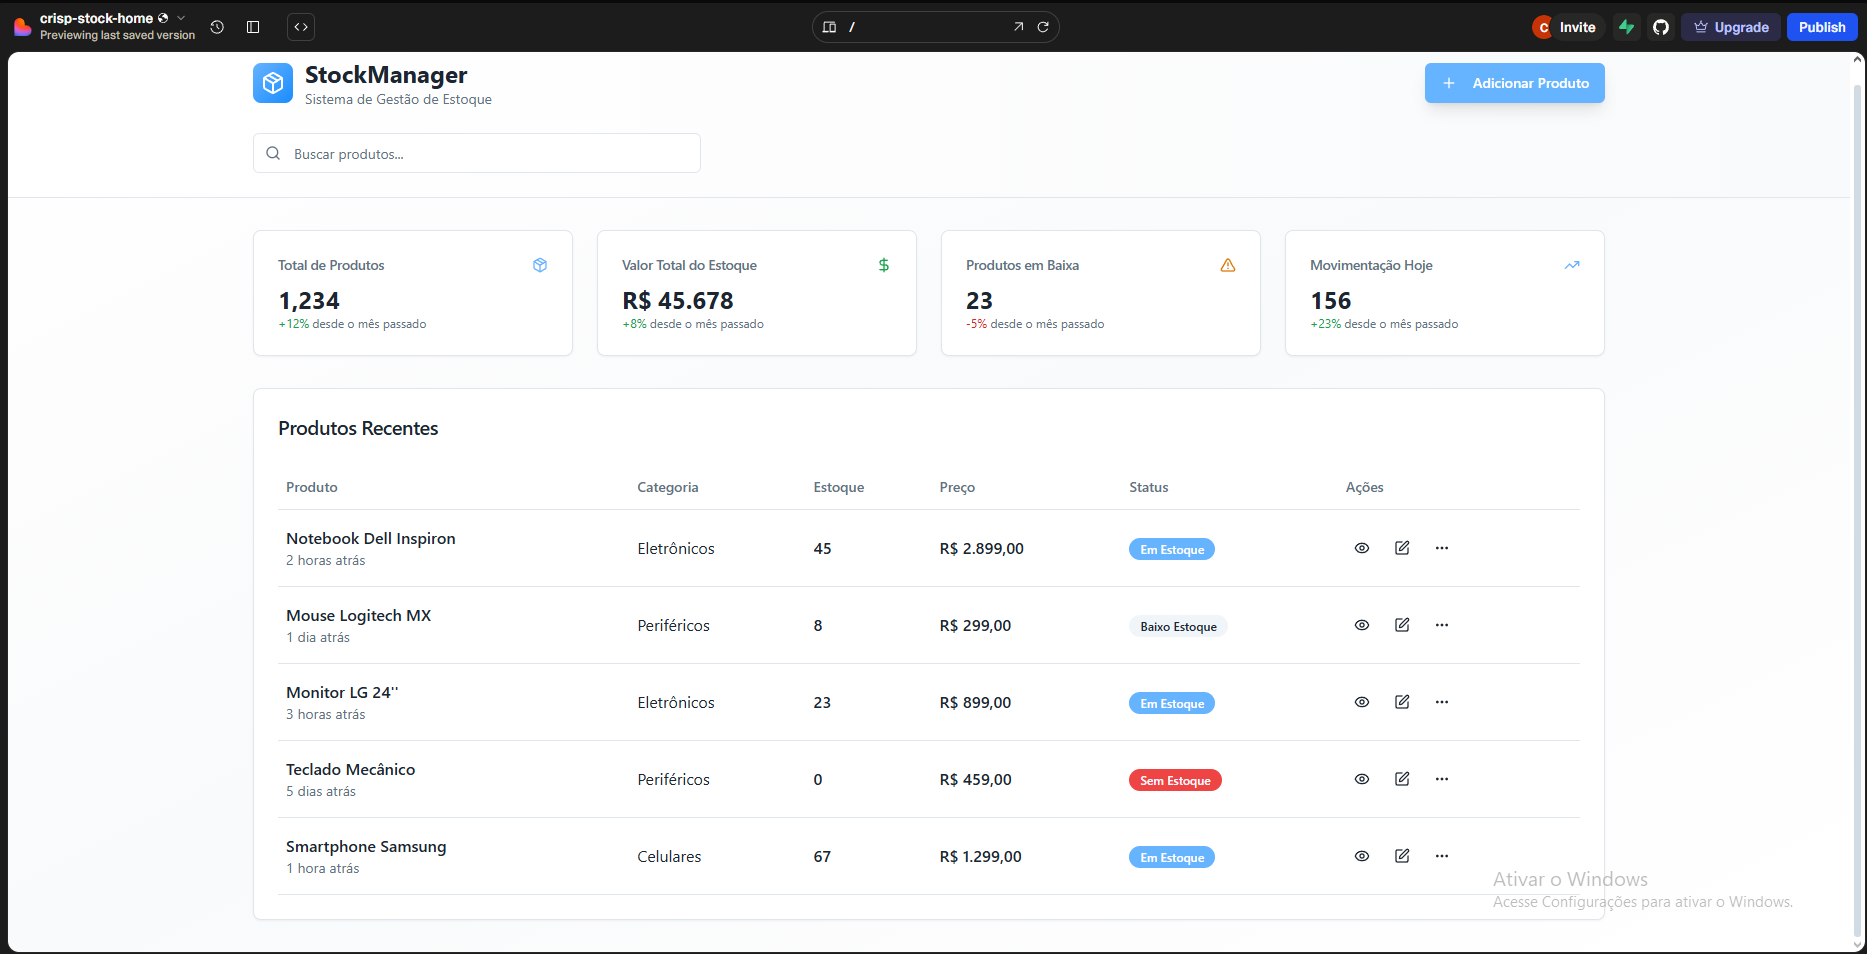 crisp-stock-home
Previewing last saved version
/
C Invite
Upgrade
Publish
StockManager
Sistema de Gestão de Estoque
Adicionar Produto
Buscar produtos...
Total de Produtos
1,234
+12% desde o mês passado
Valor Total do Estoque
R$ 45.678
+8% desde o mês passado
Produtos em Baixa
23
-5% desde o mês passado
Movimentação Hoje
156
+23% desde o mês passado
Produtos Recentes
Produto Categoria Estoque Preço Status Ações
Notebook Dell Inspiron
2 horas atrás
Eletrônicos 45 R$ 2.899,00 Em Estoque
Mouse Logitech MX
1 dia atrás
Periféricos 8 R$ 299,00 Baixo Estoque
Monitor LG 24''
3 horas atrás
Eletrônicos 23 R$ 899,00 Em Estoque
Teclado Mecânico
5 dias atrás
Periféricos 0 R$ 459,00 Sem Estoque
Smartphone Samsung
1 hora atrás
Celulares 67 R$ 1.299,00 Em Estoque
Ativar o Windows
Acesse Configurações para ativar o Windows.